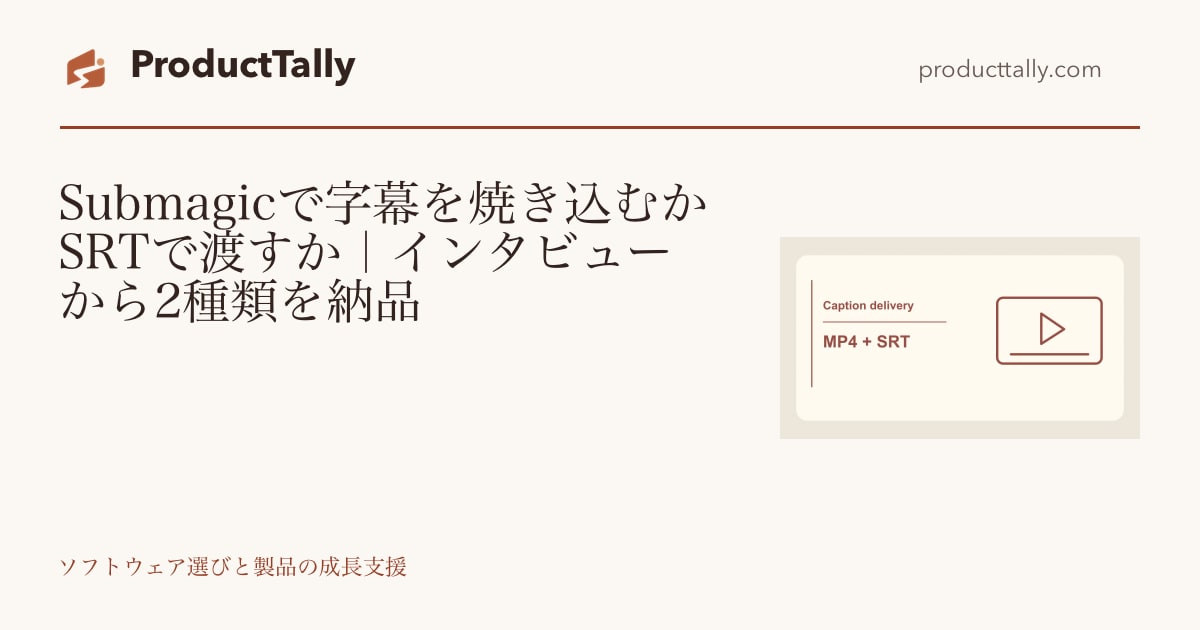 ProductTally
producttally.com
Submagicで字幕を焼き込むか
SRTで渡すか｜インタビュー
から2種類を納品
Caption delivery
MP4 + SRT
ソフトウェア選びと製品の成長支援